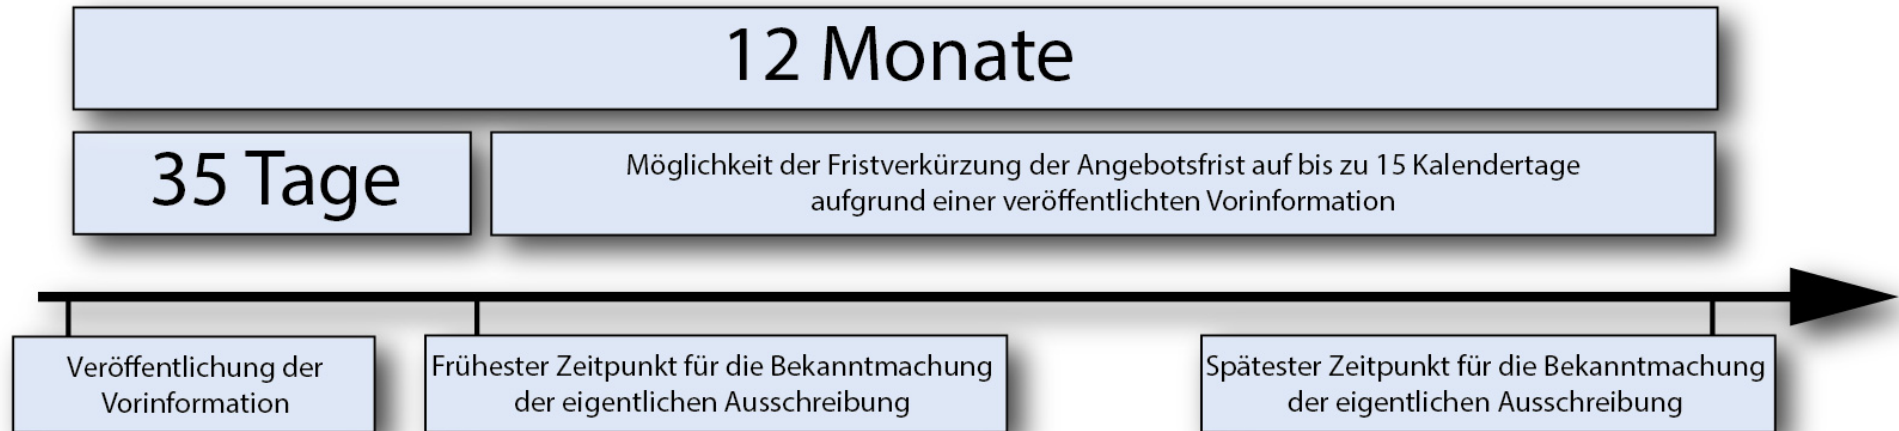 12 Monate
35 Tage
Möglichkeit der Fristverkürzung der Angebotsfrist auf bis zu 15 Kalendertage
aufgrund einer veröffentlichten Vorinformation
Veröffentlichung der
Vorinformation
Frühester Zeitpunkt für die Bekanntmachung
der eigentlichen Ausschreibung
Spätester Zeitpunkt für die Bekanntmachung
der eigentlichen Ausschreibung